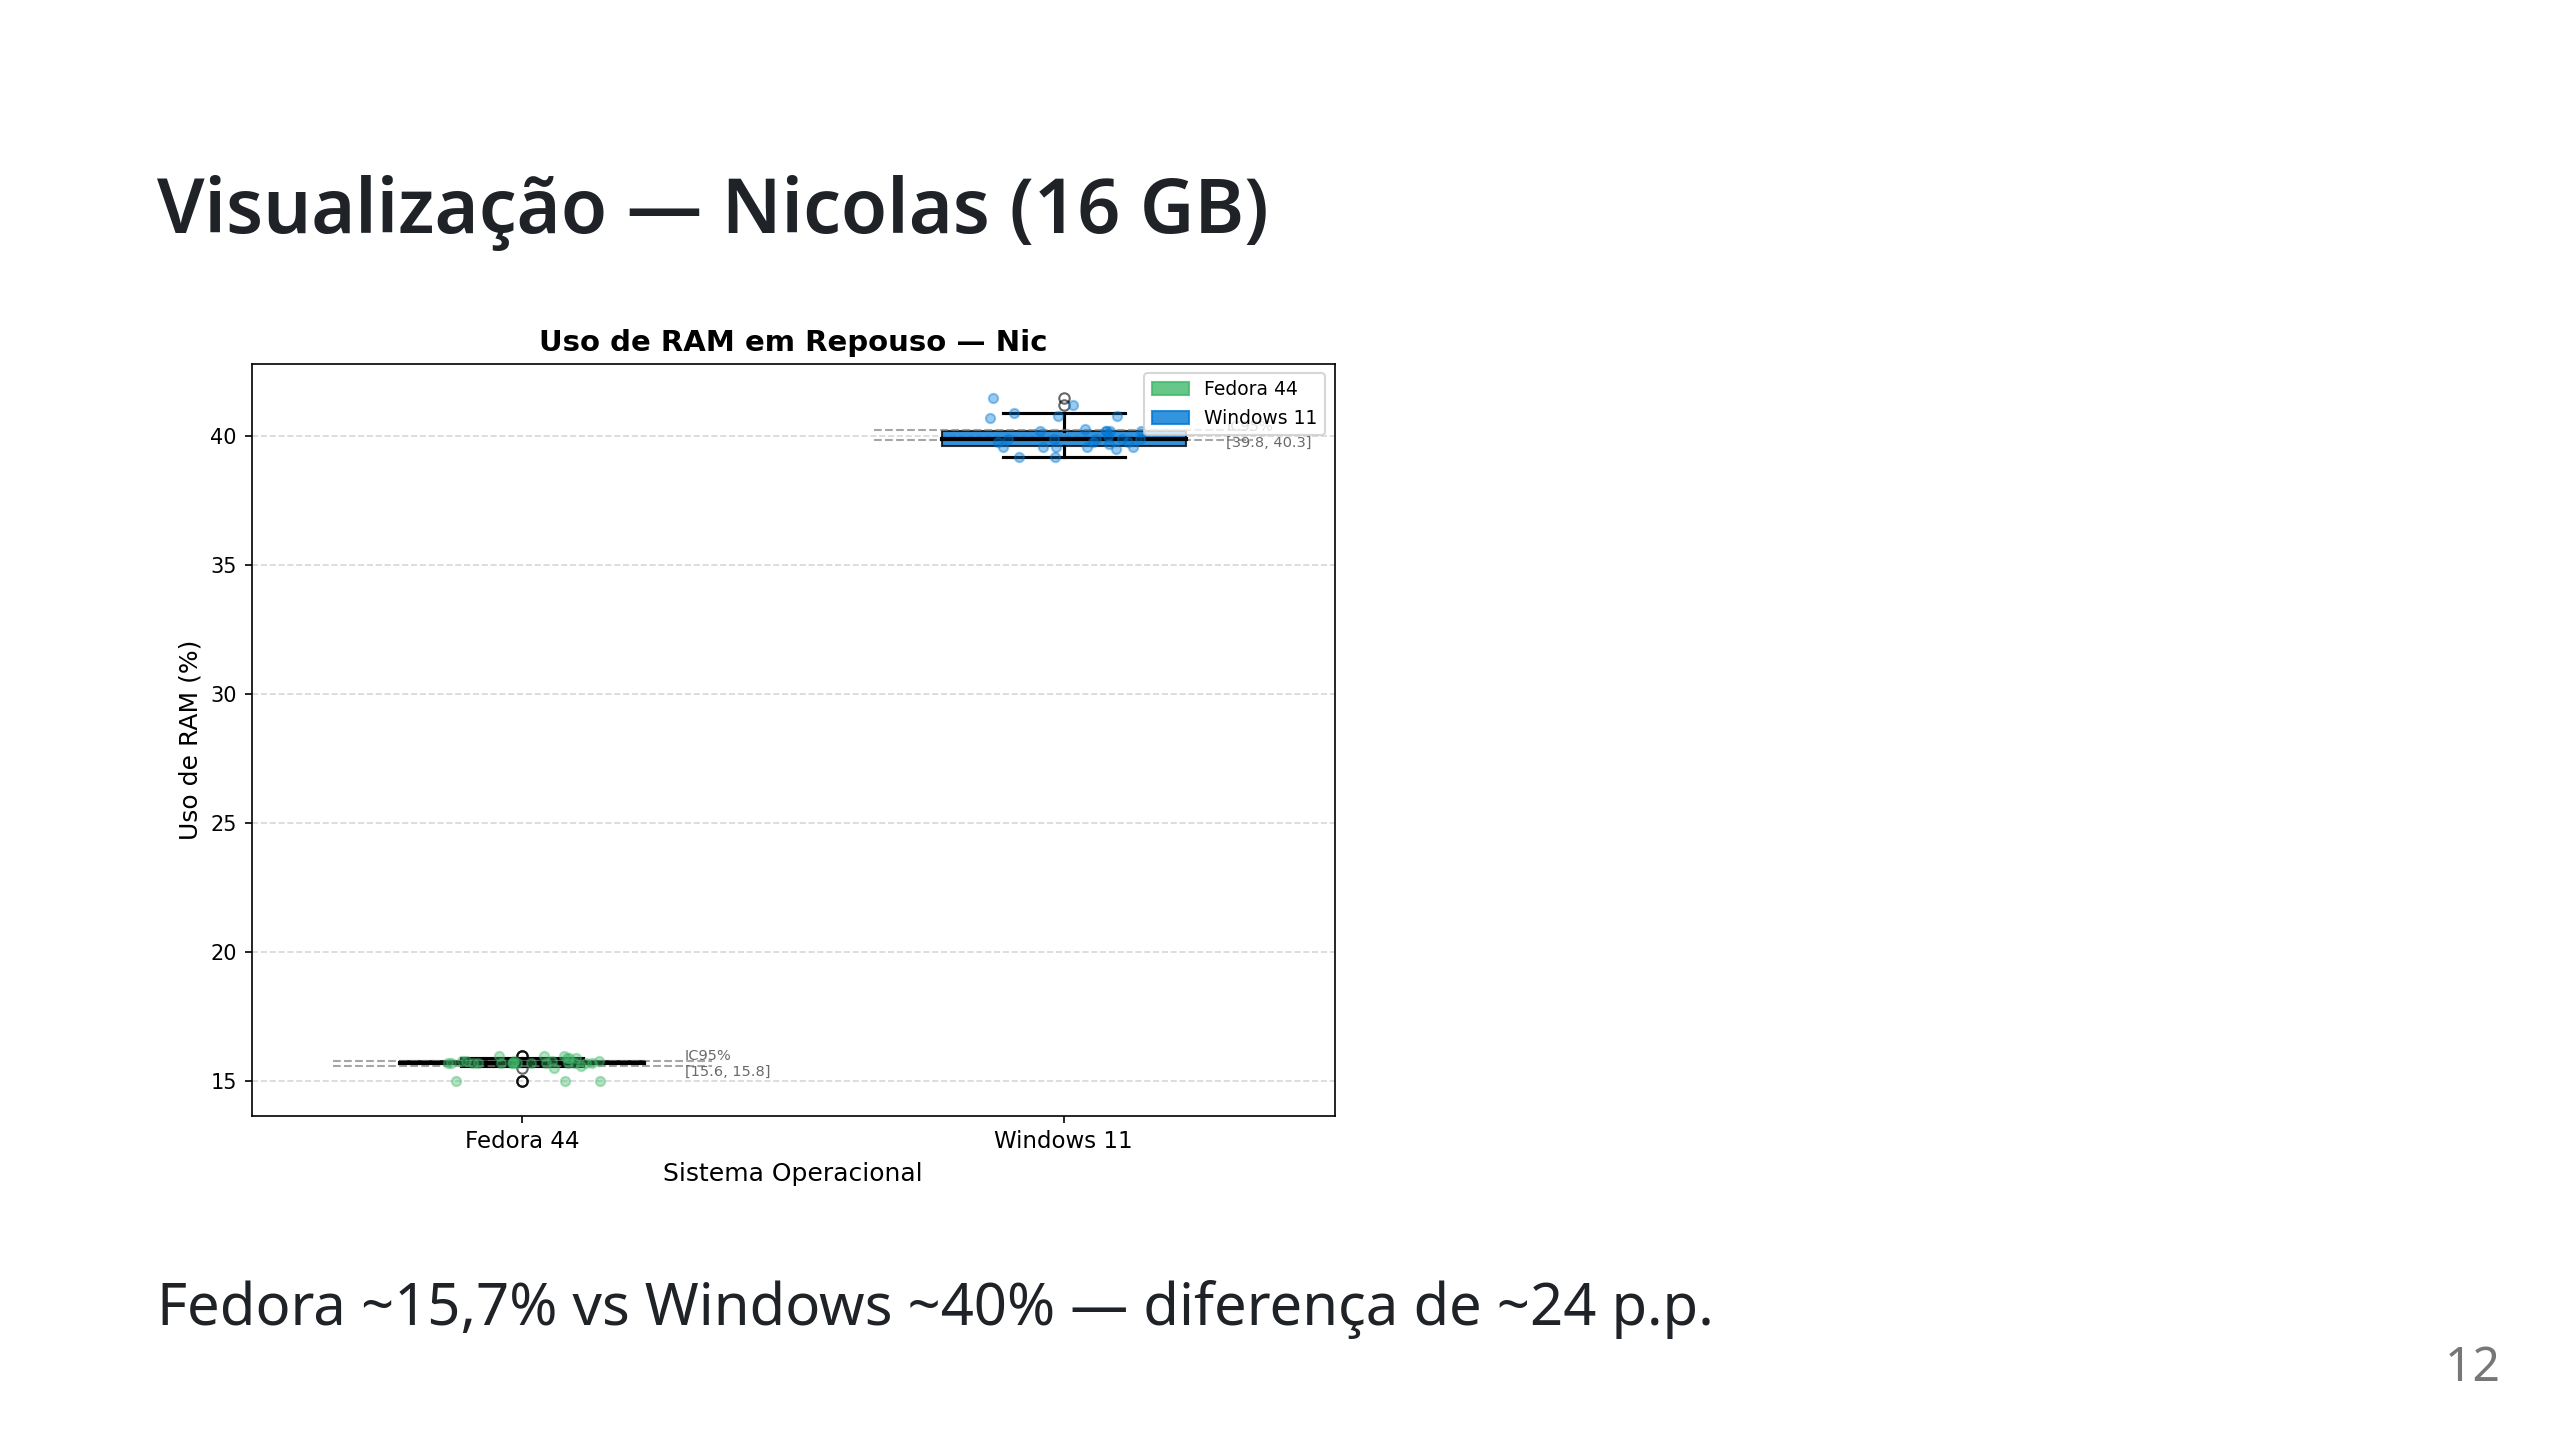 Visualização — Nicolas (16 GB)
Uso de RAM em Repouso — Nic
Fedora 44
Windows 11
40
[39.8, 40.3]
35
30
25
20
15
Uso de RAM (%)
IC95%
[15.6, 15.8]
Fedora 44
Windows 11
Sistema Operacional
Fedora ~15,7% vs Windows ~40% — diferença de ~24 p.p.
12